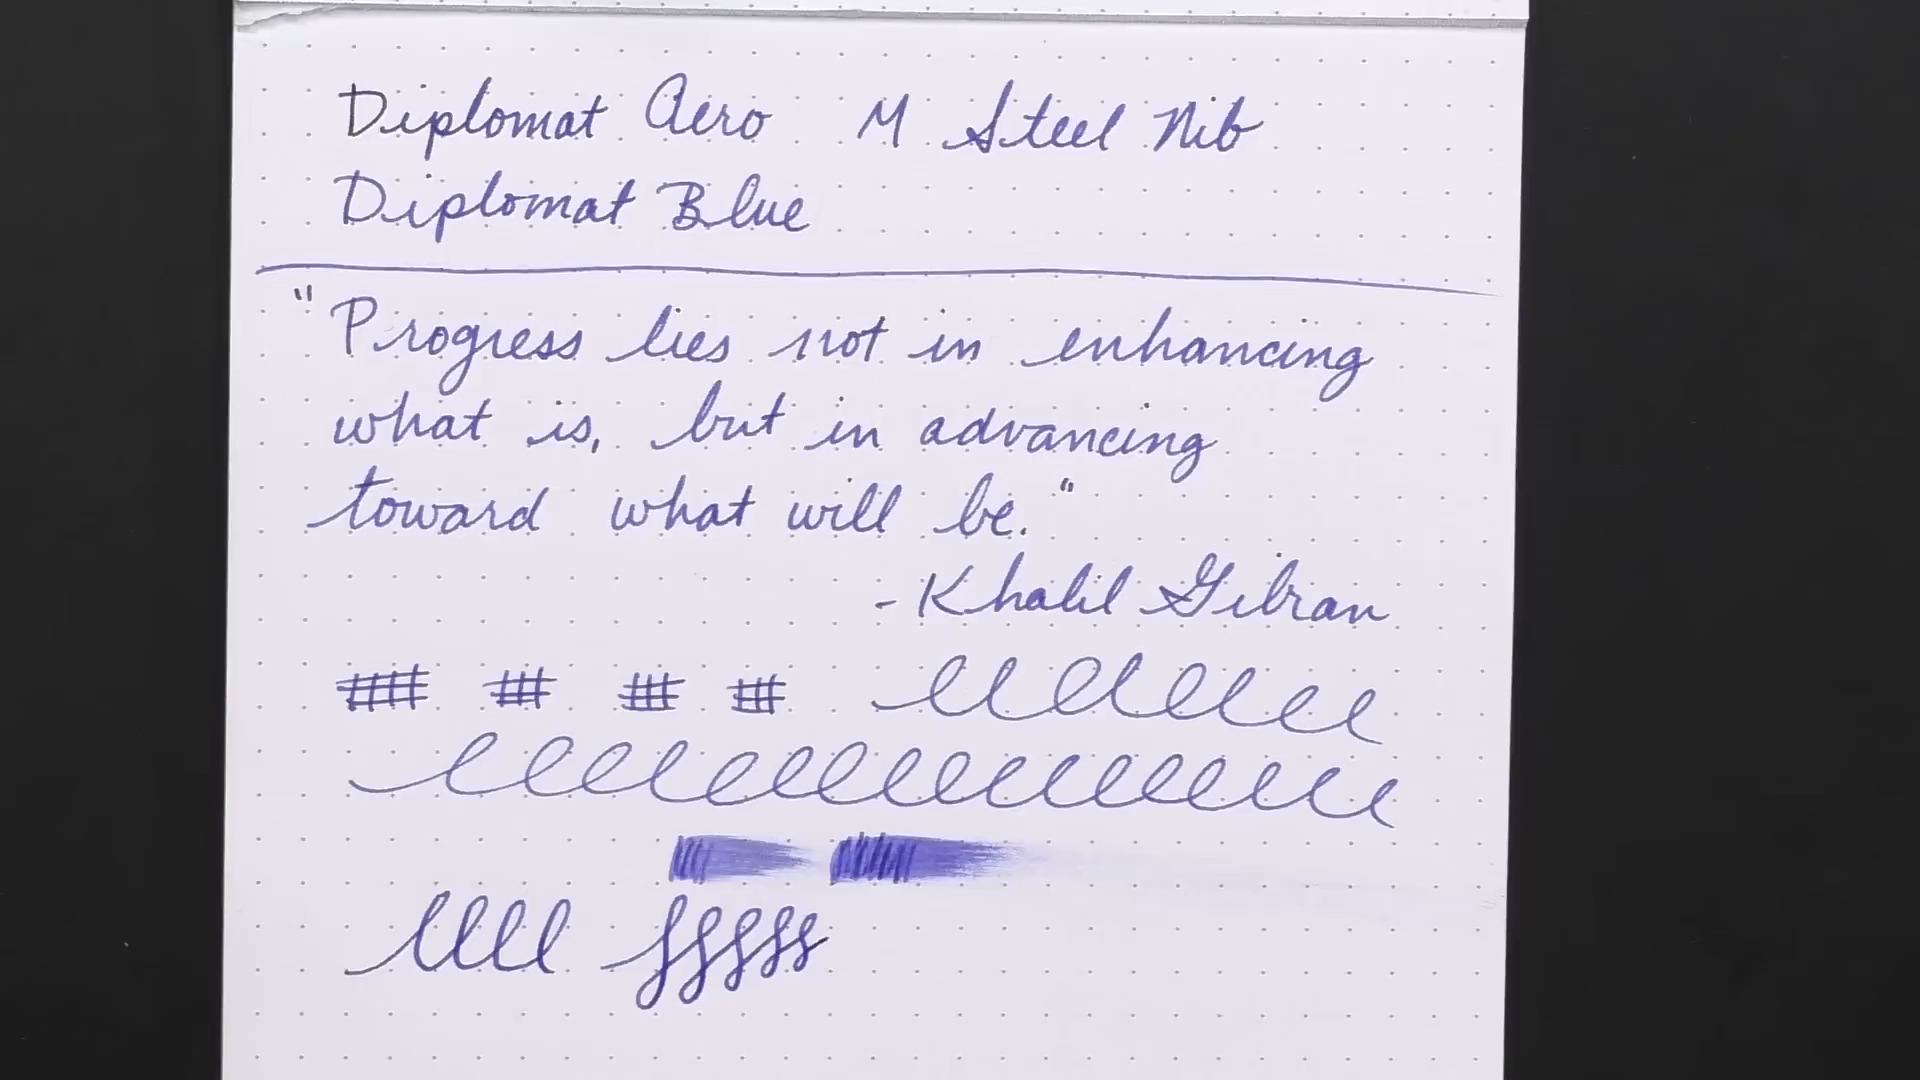 Diplomat Aero M Steel Nib
Diplomat Blue
"Progress lies not in enhancing
what is, but in advancing
toward what will be."
- Khalil Gibran